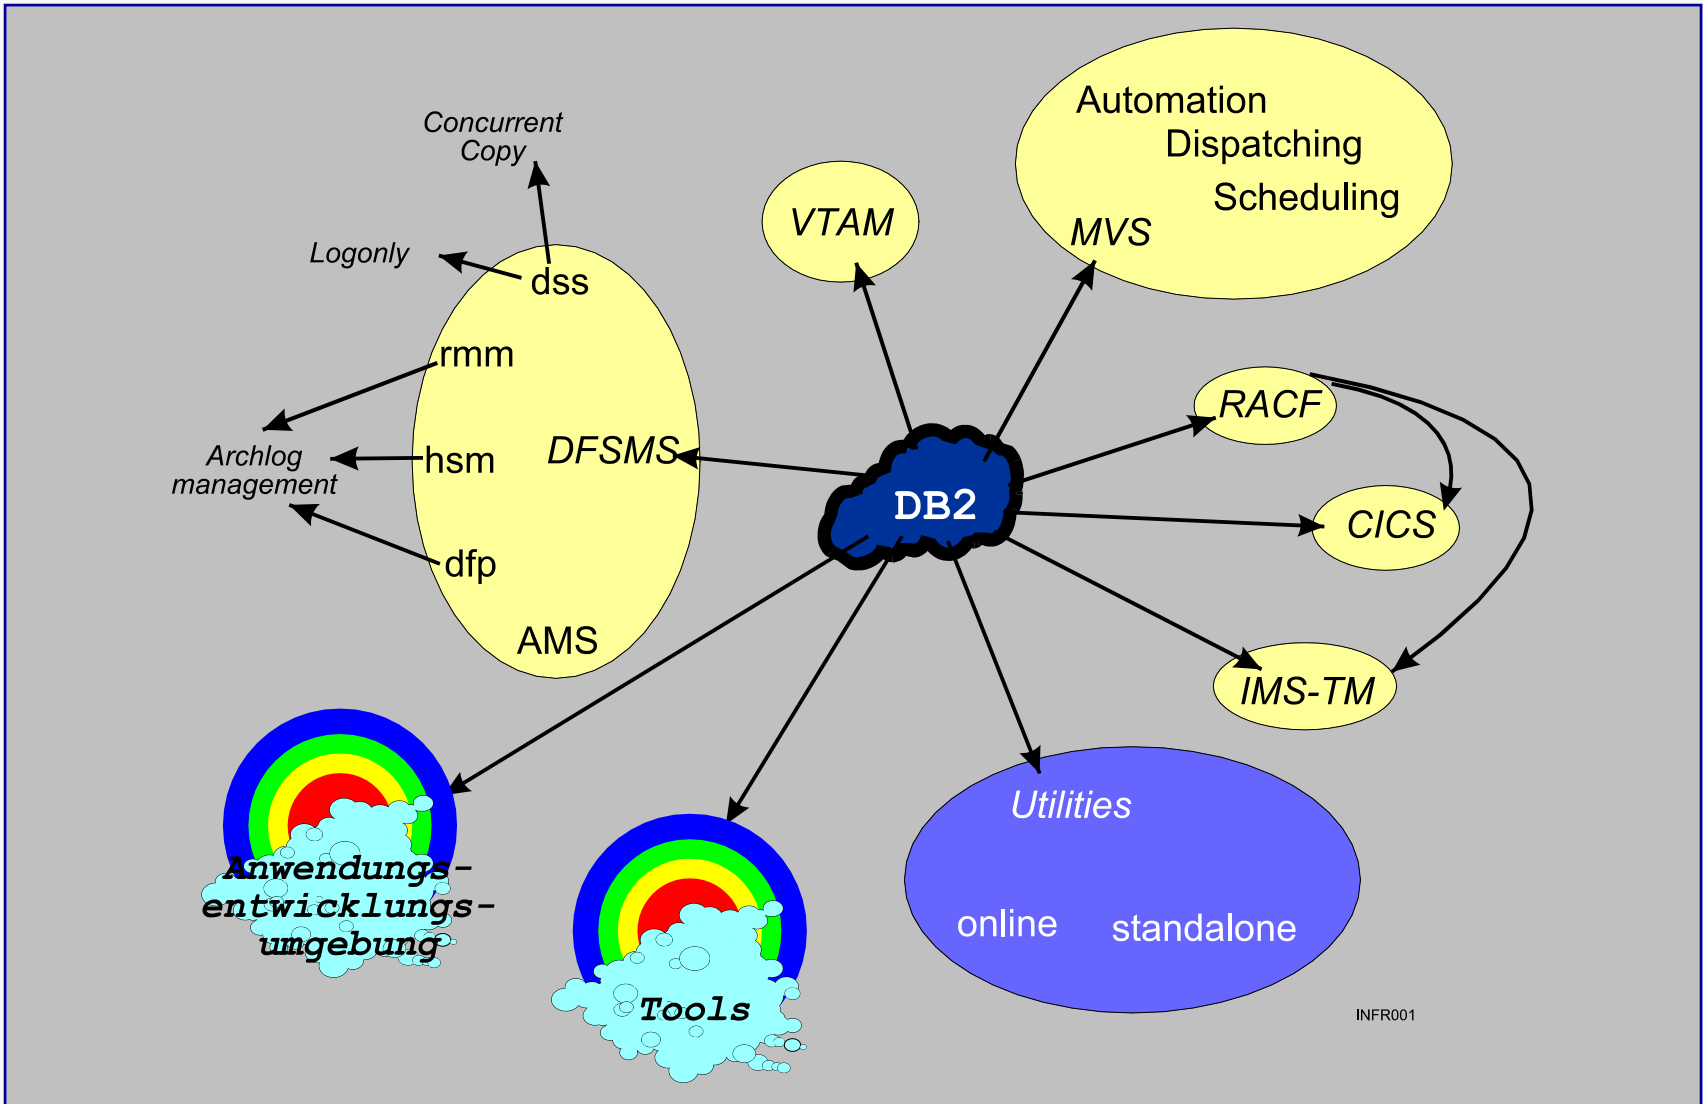 Concurrent
Copy
Logonly
dss
rmm
hsm
Archlog
management
dfp
DFSMS
AMS
VTAM
Automation
Dispatching
Scheduling
MVS
RACF
CICS
IMS-TM
DB2
Anwendungs-
entwicklungs-
umgebung
Tools
Utilities
online standalone
INFR001